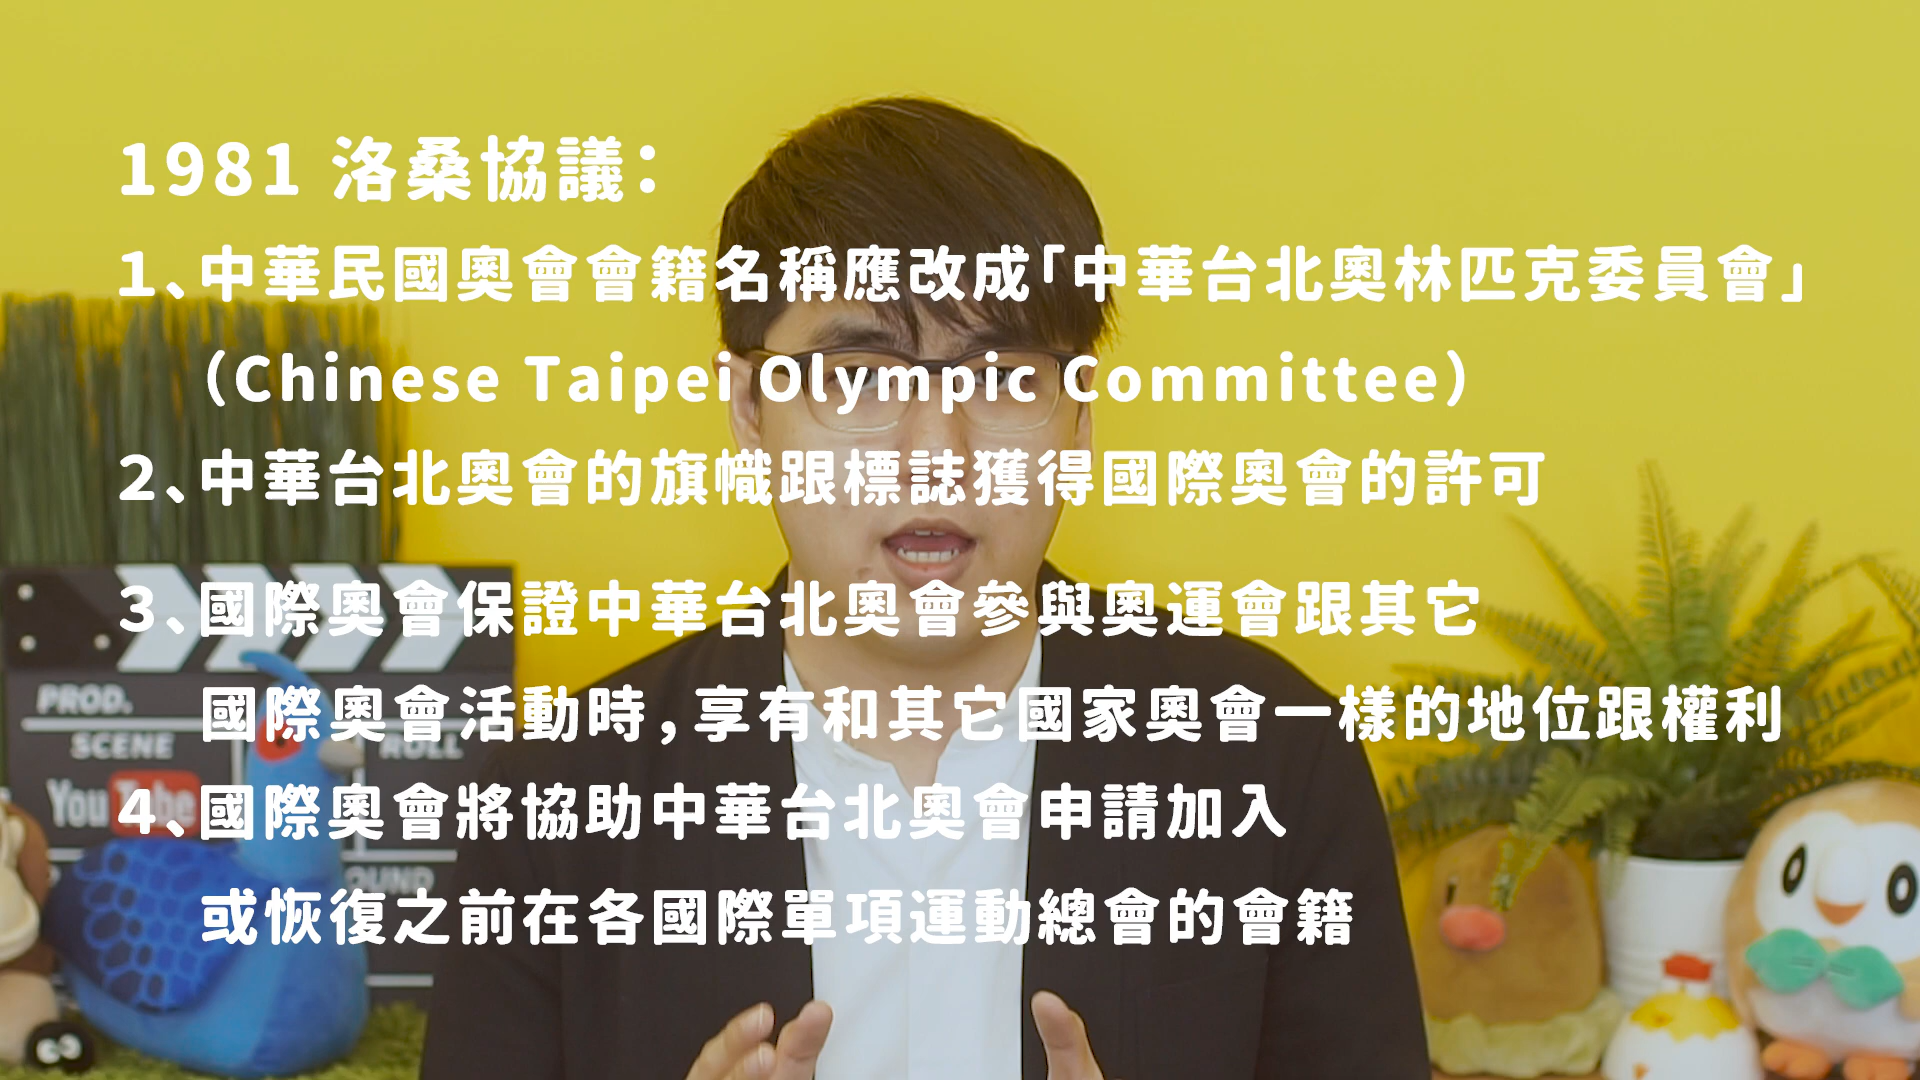 1981 洛桑協議：
1、中華民國奧會會籍名稱應改成「中華台北奧林匹克委員會」
（Chinese Taipei Olympic Committee）
2、中華台北奧會的旗幟跟標誌獲得國際奧會的許可
3、國際奧會保證中華台北奧會參與奧運會跟其它
國際奧會活動時，享有和其它國家奧會一樣的地位跟權利
4、國際奧會將協助中華台北奧會申請加入
或恢復之前在各國際單項運動總會的會籍
PROD.
SCENE
ROLL
YouTube